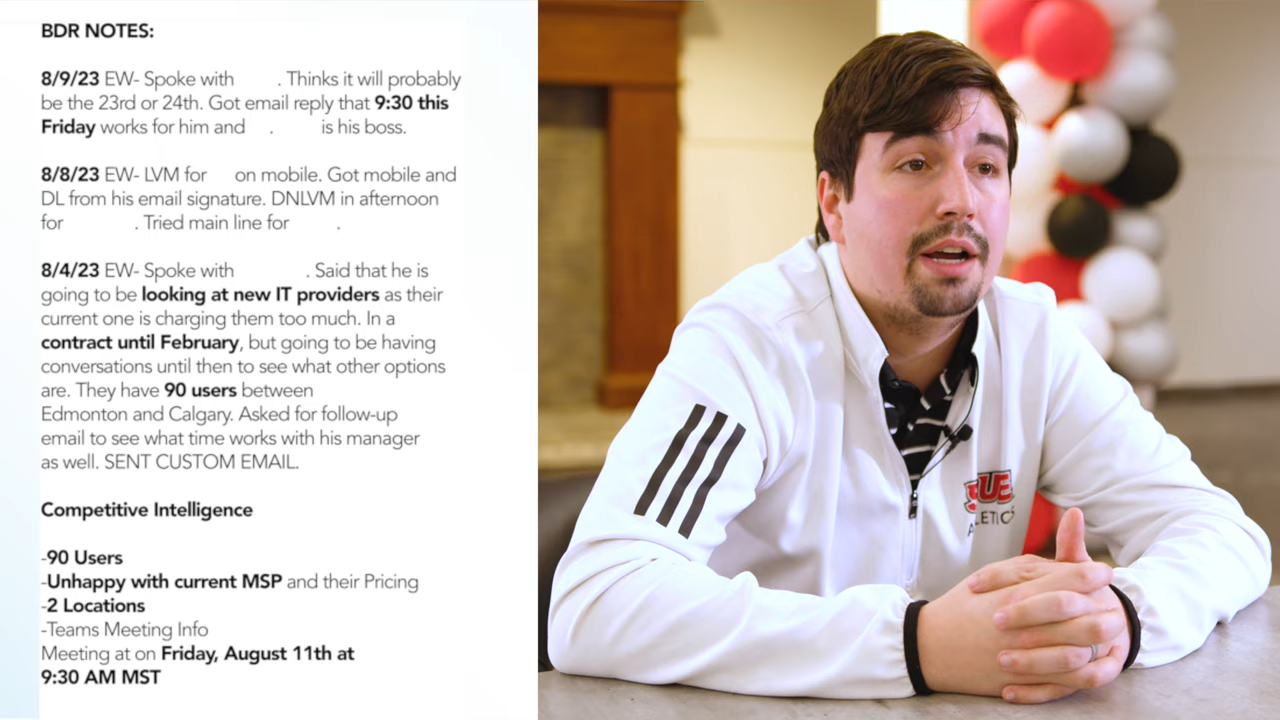 BDR NOTES:
8/9/23 EW- Spoke with . Thinks it will probably
be the 23rd or 24th. Got email reply that 9:30 this
Friday works for him and . is his boss.
8/8/23 EW- LVM for on mobile. Got mobile and
DL from his email signature. DNLVM in afternoon
for . Tried main line for .
8/4/23 EW- Spoke with . Said that he is
going to be looking at new IT providers as their
current one is charging them too much. In a
contract until February, but going to be having
conversations until then to see what other options
are. They have 90 users between
Edmonton and Calgary. Asked for follow-up
email to see what time works with his manager
as well. SENT CUSTOM EMAIL.
Competitive Intelligence
-90 Users
-Unhappy with current MSP and their Pricing
-2 Locations
-Teams Meeting Info
Meeting at on Friday, August 11th at
9:30 AM MST